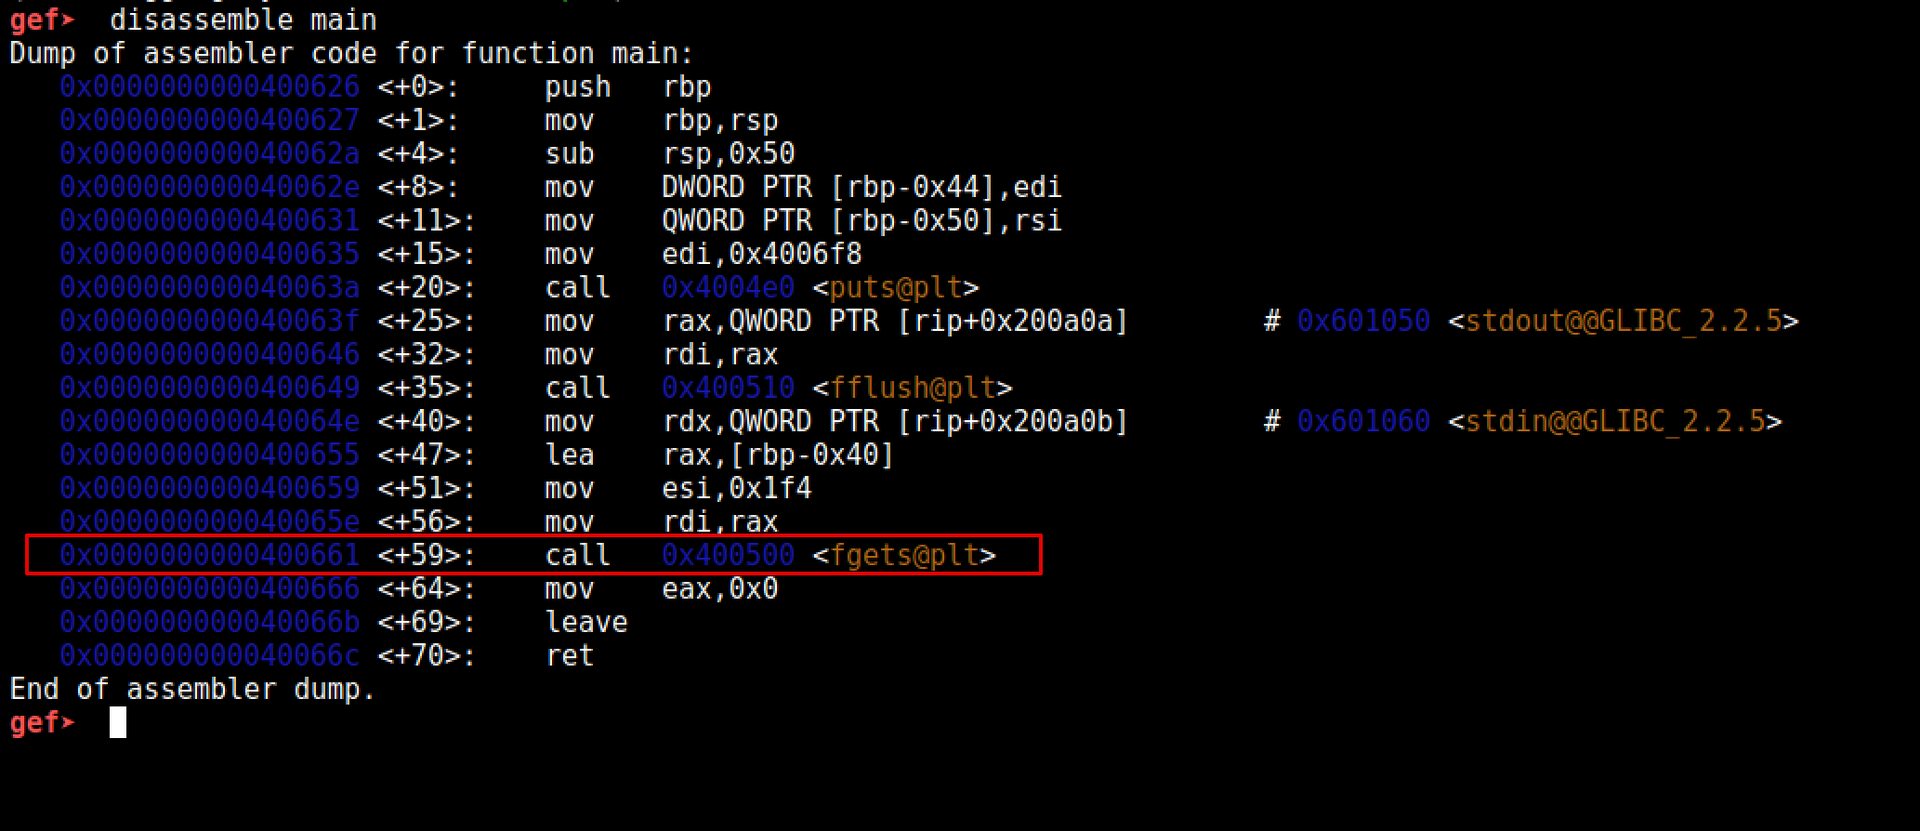 gef➤  disassemble main
Dump of assembler code for function main:
   0x0000000000400626 <+0>:     push   rbp
   0x0000000000400627 <+1>:     mov    rbp,rsp
   0x000000000040062a <+4>:     sub    rsp,0x50
   0x000000000040062e <+8>:     mov    DWORD PTR [rbp-0x44],edi
   0x0000000000400631 <+11>:    mov    QWORD PTR [rbp-0x50],rsi
   0x0000000000400635 <+15>:    mov    edi,0x4006f8
   0x000000000040063a <+20>:    call   0x4004e0 <puts@plt>
   0x000000000040063f <+25>:    mov    rax,QWORD PTR [rip+0x200a0a]        # 0x601050 <stdout@@GLIBC_2.2.5>
   0x0000000000400646 <+32>:    mov    rdi,rax
   0x0000000000400649 <+35>:    call   0x400510 <fflush@plt>
   0x000000000040064e <+40>:    mov    rdx,QWORD PTR [rip+0x200a0b]        # 0x601060 <stdin@@GLIBC_2.2.5>
   0x0000000000400655 <+47>:    lea    rax,[rbp-0x40]
   0x0000000000400659 <+51>:    mov    esi,0x1f4
   0x000000000040065e <+56>:    mov    rdi,rax
   0x0000000000400661 <+59>:    call   0x400500 <fgets@plt>
   0x0000000000400666 <+64>:    mov    eax,0x0
   0x000000000040066b <+69>:    leave
   0x000000000040066c <+70>:    ret
End of assembler dump.
gef➤